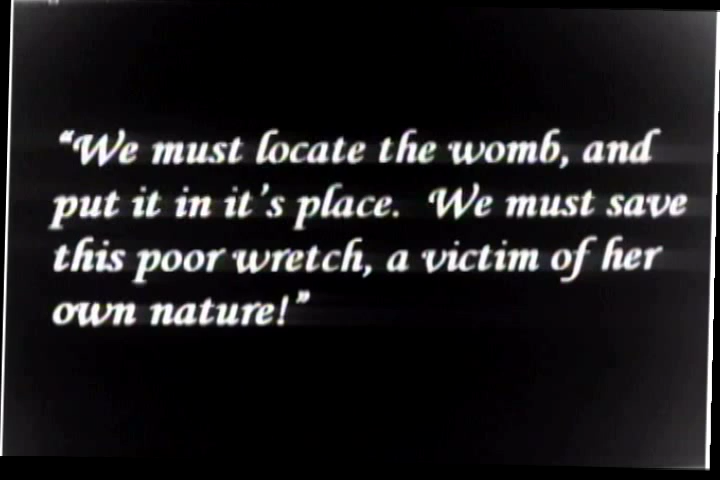 “We must locate the womb, and
put it in it’s place. We must save
this poor wretch, a victim of her
own nature!”